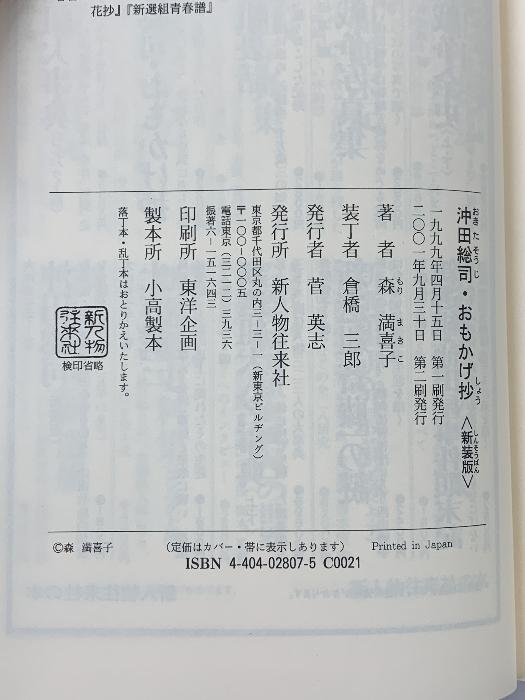 花抄』『新選組青春譜』
沖田総司・おもかげ抄〈新装版〉
おきたそうじ
しょう
しんそうばん
一九九九年四月十五日 第一刷発行
二〇〇一年九月三十日 第二刷発行
著者 森 満喜子
もり まきこ
装丁者 倉橋 三郎
発行者 菅 英志
発行所 新人物往来社
東京都千代田区丸の内三―三―一（新東京ビルヂング）
〒一〇〇―〇〇〇五
電話東京（三二一二）三九三六
振替六―一五一六四三
印刷所 東洋企画
製本所 小高製本
落丁本・乱丁本はおとりかえいたします。
新人物
往来社
検印省略
©森 満喜子
（定価はカバー・帯に表示しあります）
Printed in Japan
ISBN 4-404-02807-5 C0021